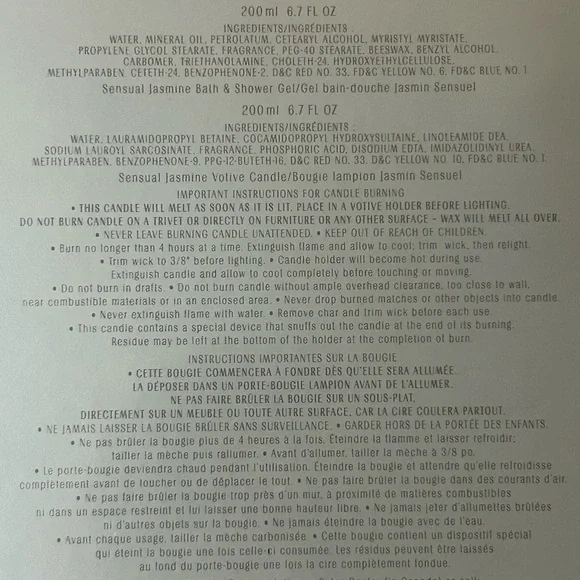 200ml 6.7 FL OZ
INGREDIENTS/INGRÉDIENTS:
WATER, MINERAL OIL, PETROLATUM, CETEARYL ALCOHOL, MYRISTYL MYRISTATE,
PROPYLENE GLYCOL STEARATE, FRAGRANCE, PEG-40 STEARATE, BEESWAX, BENZYL ALCOHOL,
CARBOMER, TRIETHANOLAMINE, CHOLETH-24, HYDROXYETHYLCELLULOSE,
METHYLPARABEN, CETETH-24, BENZOPHENONE-2, D&C RED NO. 33, FD&C YELLOW NO. 6, FD&C BLUE NO. 1
Sensual Jasmine Bath & Shower Gel/Gel bain-douche Jasmin Sensuel
200ml 6.7 FL OZ
INGREDIENTS/INGRÉDIENTS:
WATER, LAURAMIDOPROPYL BETAINE, COCAMIDOPROPYL HYDROXYSULTAINE, LINOLEAMIDE DEA,
SODIUM LAUROYL SARCOSINATE, FRAGRANCE, PHOSPHORIC ACID, DISODIUM EDTA, IMIDAZOLIDINYL UREA,
METHYLPARABEN, BENZOPHENONE-9, PPG-12-BUTETH-16, D&C RED NO. 33, D&C YELLOW NO. 10, FD&C BLUE NO. 1.
Sensual Jasmine Votive Candle/Bougie lampion Jasmin Sensuel
IMPORTANT INSTRUCTIONS FOR CANDLE BURNING
• THIS CANDLE WILL MELT AS SOON AS IT IS LIT. PLACE IN A VOTIVE HOLDER BEFORE LIGHTING.
DO NOT BURN CANDLE ON A TRIVET OR DIRECTLY ON FURNITURE OR ANY OTHER SURFACE – WAX WILL MELT ALL OVER.
• NEVER LEAVE BURNING CANDLE UNATTENDED. • KEEP OUT OF REACH OF CHILDREN.
• Burn no longer than 4 hours at a time. Extinguish flame and allow to cool; trim wick, then relight.
• Trim wick to 3/8" before lighting. • Candle holder will become hot during use.
Extinguish candle and allow to cool completely before touching or moving.
• Do not burn in drafts. • Do not burn candle without ample overhead clearance, too close to wall,
near combustible materials or in an enclosed area. • Never drop burned matches or other objects into candle.
• Never extinguish flame with water. • Remove char and trim wick before each use.
• This candle contains a special device that snuffs out the candle at the end of its burning.
Residue may be left at the bottom of the holder at the completion of burn.
INSTRUCTIONS IMPORTANTES SUR LA BOUGIE
• CETTE BOUGIE COMMENCERA À FONDRE DÈS QU'ELLE SERA ALLUMÉE.
LA DÉPOSER DANS UN PORTE-BOUGIE LAMPION AVANT DE L'ALLUMER.
NE PAS FAIRE BRÛLER LA BOUGIE SUR UN SOUS-PLAT,
DIRECTEMENT SUR UN MEUBLE OU TOUTE AUTRE SURFACE, CAR LA CIRE COULERA PARTOUT.
• NE JAMAIS LAISSER LA BOUGIE BRÛLER SANS SURVEILLANCE. • GARDER HORS DE LA PORTÉE DES ENFANTS.
• Ne pas brûler la bougie plus de 4 heures à la fois. Éteindre la flamme et laisser refroidir;
tailler la mèche puis rallumer. • Avant d'allumer, tailler la mèche à 3/8 po.
• Le porte-bougie deviendra chaud pendant l'utilisation. Éteindre la bougie et attendre qu'elle refroidisse
complètement avant de toucher ou de déplacer le tout. • Ne pas faire brûler la bougie dans des courants d'air.
• Ne pas faire brûler la bougie trop près d'un mur, à proximité de matières combustibles
ni dans un espace restreint et lui laisser une bonne hauteur libre. • Ne jamais jeter d'allumettes brûlées
ni d'autres objets sur la bougie. • Ne jamais éteindre la bougie avec de l'eau.
• Avant chaque usage, tailler la mèche carbonisée. • Cette bougie contient un dispositif spécial
qui éteint la bougie une fois celle-ci consumée. Les résidus peuvent être laissés
au fond du porte-bougie une fois la cire complètement fondue.